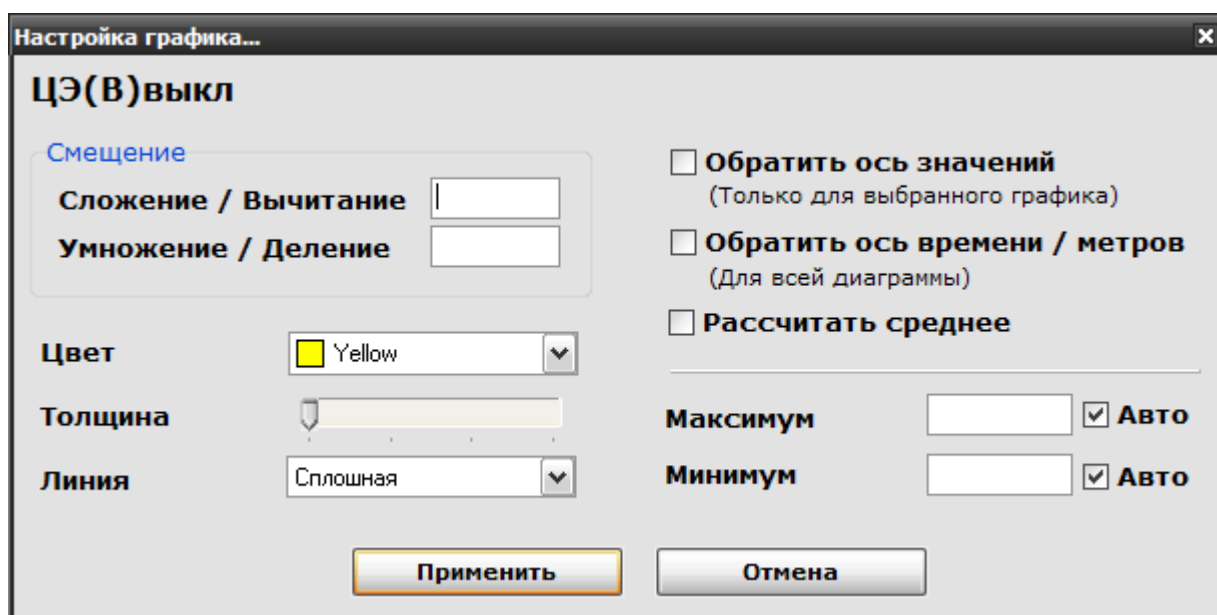 Настройка графика...
ЦЭ(В)выкл
Смещение
Сложение / Вычитание
Умножение / Деление
Цвет
Yellow
Толщина
Линия
Сплошная
Обратить ось значений
(Только для выбранного графика)
Обратить ось времени / метров
(Для всей диаграммы)
Рассчитать среднее
Максимум
Авто
Минимум
Авто
Применить
Отмена